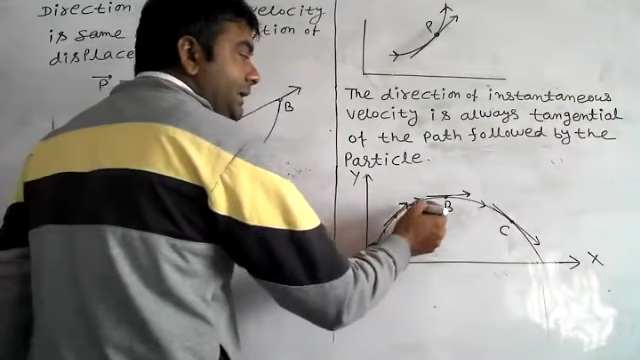 Direction velocity
is same tion of
displace
P
B
P
The direction of instantaneous
velocity is always tangential
of the path followed by the
Particle.
Y
B
C
X